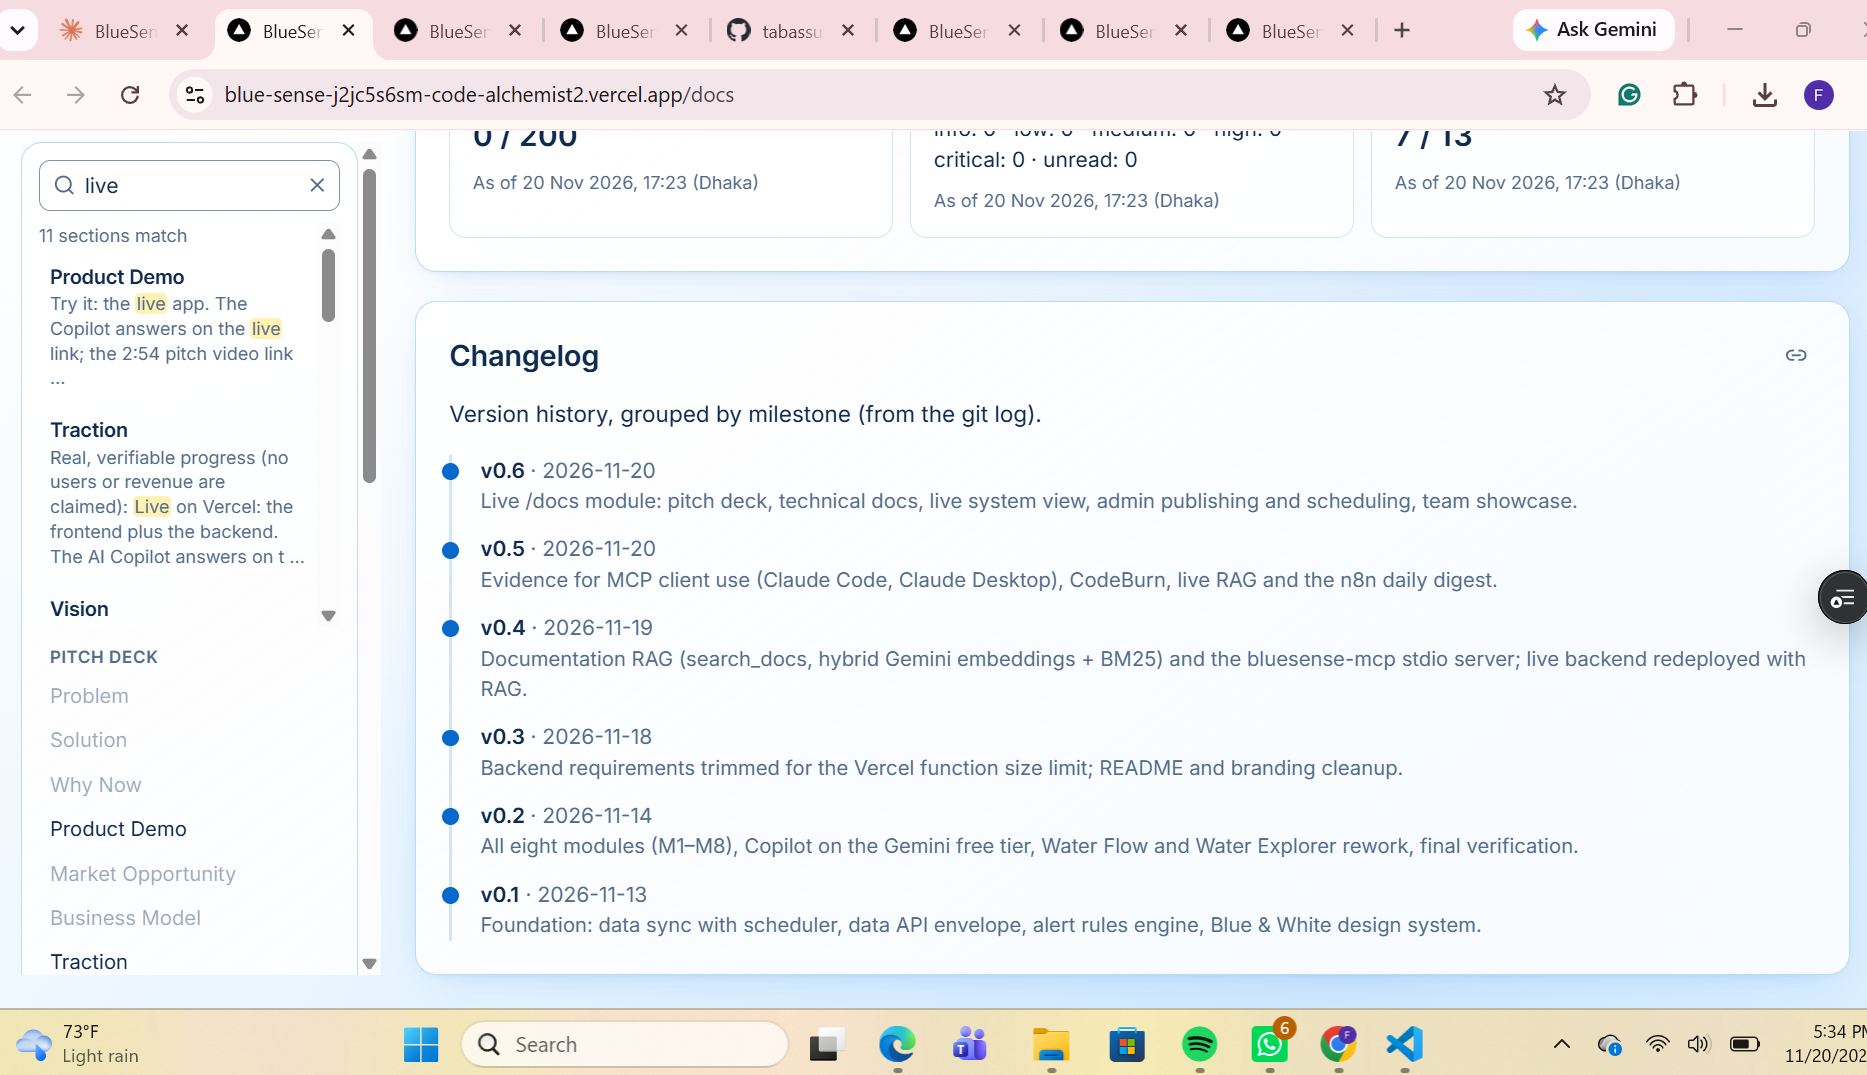 BlueSen
BlueSer
BlueSer
BlueSer
tabassu
BlueSer
BlueSer
BlueSer
Ask Gemini
blue-sense-j2jc5s6sm-code-alchemist2.vercel.app/docs
F
live
11 sections match
Product Demo
Try it: the live app. The
Copilot answers on the live
link; the 2:54 pitch video link
...
Traction
Real, verifiable progress (no
users or revenue are
claimed): Live on Vercel: the
frontend plus the backend.
The AI Copilot answers on t ...
Vision
PITCH DECK
Problem
Solution
Why Now
Product Demo
Market Opportunity
Business Model
Traction
0 / 200
As of 20 Nov 2026, 17:23 (Dhaka)
info: 0 · low: 0 · medium: 0 · high: 0
critical: 0 · unread: 0
As of 20 Nov 2026, 17:23 (Dhaka)
7 / 13
As of 20 Nov 2026, 17:23 (Dhaka)
Changelog
Version history, grouped by milestone (from the git log).
v0.6 · 2026-11-20
Live /docs module: pitch deck, technical docs, live system view, admin publishing and scheduling, team showcase.
v0.5 · 2026-11-20
Evidence for MCP client use (Claude Code, Claude Desktop), CodeBurn, live RAG and the n8n daily digest.
v0.4 · 2026-11-19
Documentation RAG (search_docs, hybrid Gemini embeddings + BM25) and the bluesense-mcp stdio server; live backend redeployed with
RAG.
v0.3 · 2026-11-18
Backend requirements trimmed for the Vercel function size limit; README and branding cleanup.
v0.2 · 2026-11-14
All eight modules (M1–M8), Copilot on the Gemini free tier, Water Flow and Water Explorer rework, final verification.
v0.1 · 2026-11-13
Foundation: data sync with scheduler, data API envelope, alert rules engine, Blue & White design system.
73°F
Light rain
Search
6
F
5:34 PM
11/20/202